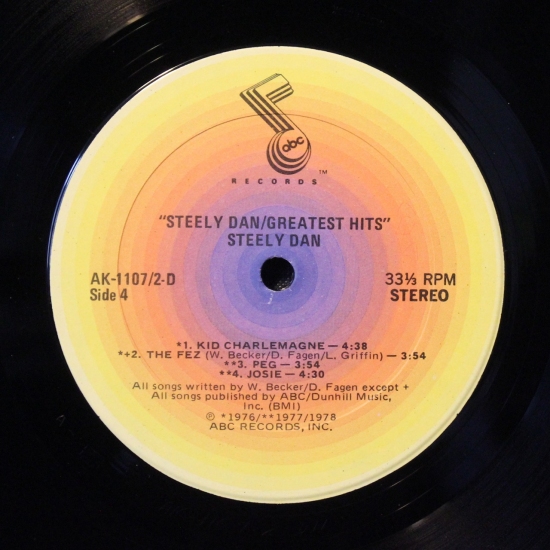 abc
RECORDS ™
"STEELY DAN/GREATEST HITS"
STEELY DAN
AK-1107/2-D
Side 4
33⅓ RPM
STEREO
*1. KID CHARLEMAGNE — 4:38
*+2. THE FEZ (W. Becker/D. Fagen/L. Griffin) — 3:54
**3. PEG — 3:54
**4. JOSIE — 4:30
All songs written by W. Becker/D. Fagen except +
All songs published by ABC/Dunhill Music,
Inc. (BMI)
℗ *1976/**1977/1978
ABC RECORDS, INC.